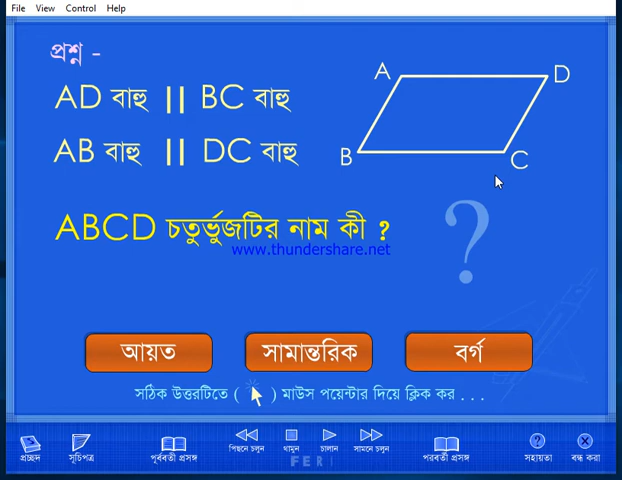 File View Control Help
প্রশ্ন -
AD বাহু || BC বাহু
AB বাহু || DC বাহু
A
D
B
C
ABCD চতুর্ভুজটির নাম কী ?
?
www.thundershare.net
আয়ত সামান্তরিক বর্গ
সঠিক উত্তরটিতে ( ) মাউস পয়েন্টার দিয়ে ক্লিক কর . . .
প্রচ্ছদ সূচিপত্র পূর্ববর্তী প্রসঙ্গ পিছনে চলুন থামুন চালান সামনে চলুন পরবর্তী প্রসঙ্গ সহায়তা বন্ধ করা